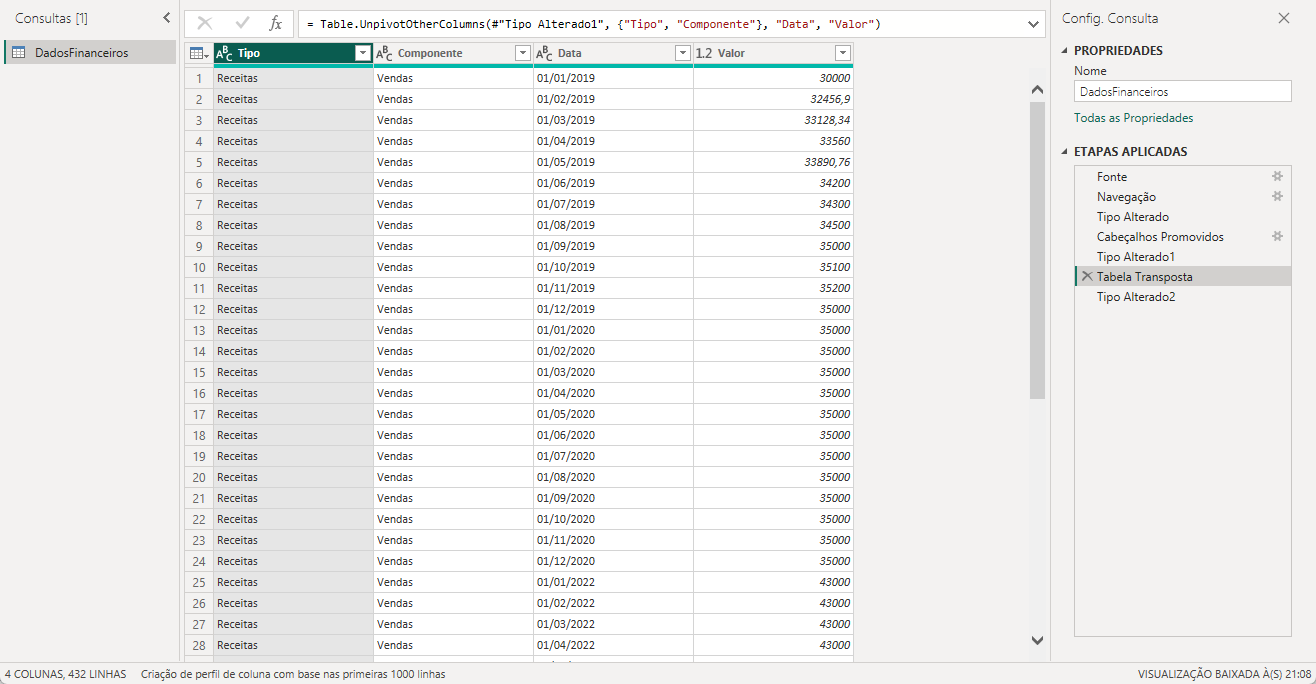 Consultas [1]
DadosFinanceiros
fx
= Table.UnpivotOtherColumns(#"Tipo Alterado1", {"Tipo", "Componente"}, "Data", "Valor")
ABC Tipo ABC Componente ABC Data 1.2 Valor
1 Receitas Vendas 01/01/2019 30000
2 Receitas Vendas 01/02/2019 32456,9
3 Receitas Vendas 01/03/2019 33128,34
4 Receitas Vendas 01/04/2019 33560
5 Receitas Vendas 01/05/2019 33890,76
6 Receitas Vendas 01/06/2019 34200
7 Receitas Vendas 01/07/2019 34300
8 Receitas Vendas 01/08/2019 34500
9 Receitas Vendas 01/09/2019 35000
10 Receitas Vendas 01/10/2019 35100
11 Receitas Vendas 01/11/2019 35200
12 Receitas Vendas 01/12/2019 35000
13 Receitas Vendas 01/01/2020 35000
14 Receitas Vendas 01/02/2020 35000
15 Receitas Vendas 01/03/2020 35000
16 Receitas Vendas 01/04/2020 35000
17 Receitas Vendas 01/05/2020 35000
18 Receitas Vendas 01/06/2020 35000
19 Receitas Vendas 01/07/2020 35000
20 Receitas Vendas 01/08/2020 35000
21 Receitas Vendas 01/09/2020 35000
22 Receitas Vendas 01/10/2020 35000
23 Receitas Vendas 01/11/2020 35000
24 Receitas Vendas 01/12/2020 35000
25 Receitas Vendas 01/01/2022 43000
26 Receitas Vendas 01/02/2022 43000
27 Receitas Vendas 01/03/2022 43000
28 Receitas Vendas 01/04/2022 43000
Config. Consulta
PROPRIEDADES
Nome
DadosFinanceiros
Todas as Propriedades
ETAPAS APLICADAS
Fonte
Navegação
Tipo Alterado
Cabeçalhos Promovidos
Tipo Alterado1
Tabela Transposta
Tipo Alterado2
4 COLUNAS, 432 LINHAS Criação de perfil de coluna com base nas primeiras 1000 linhas
VISUALIZAÇÃO BAIXADA À(S) 21:08